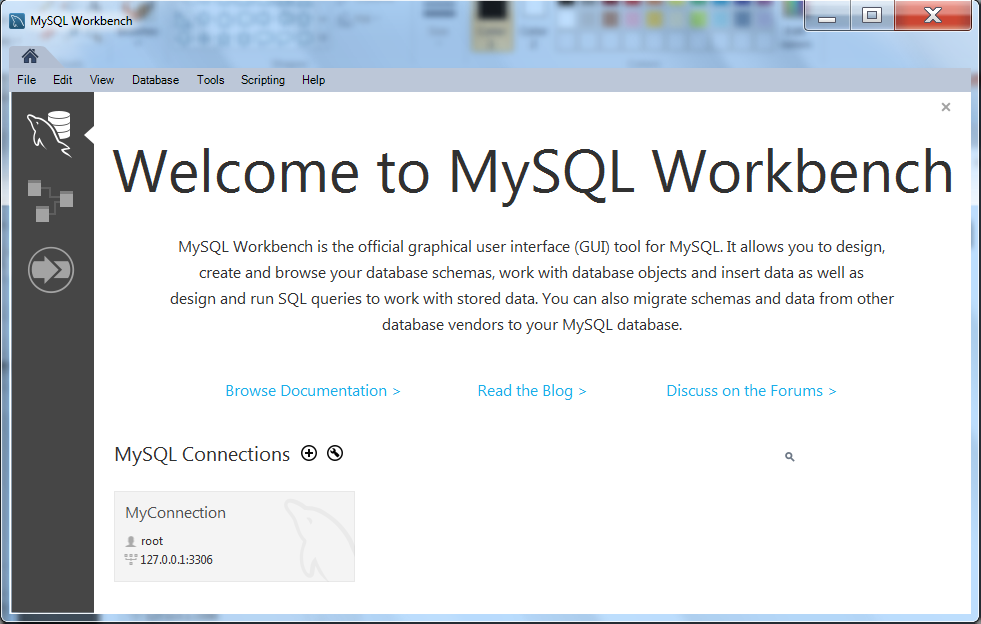 MySQL Workbench
File Edit View Database Tools Scripting Help
Welcome to MySQL Workbench
MySQL Workbench is the official graphical user interface (GUI) tool for MySQL. It allows you to design,
create and browse your database schemas, work with database objects and insert data as well as
design and run SQL queries to work with stored data. You can also migrate schemas and data from other
database vendors to your MySQL database.
Browse Documentation > Read the Blog > Discuss on the Forums >
MySQL Connections
MyConnection
root
127.0.0.1:3306